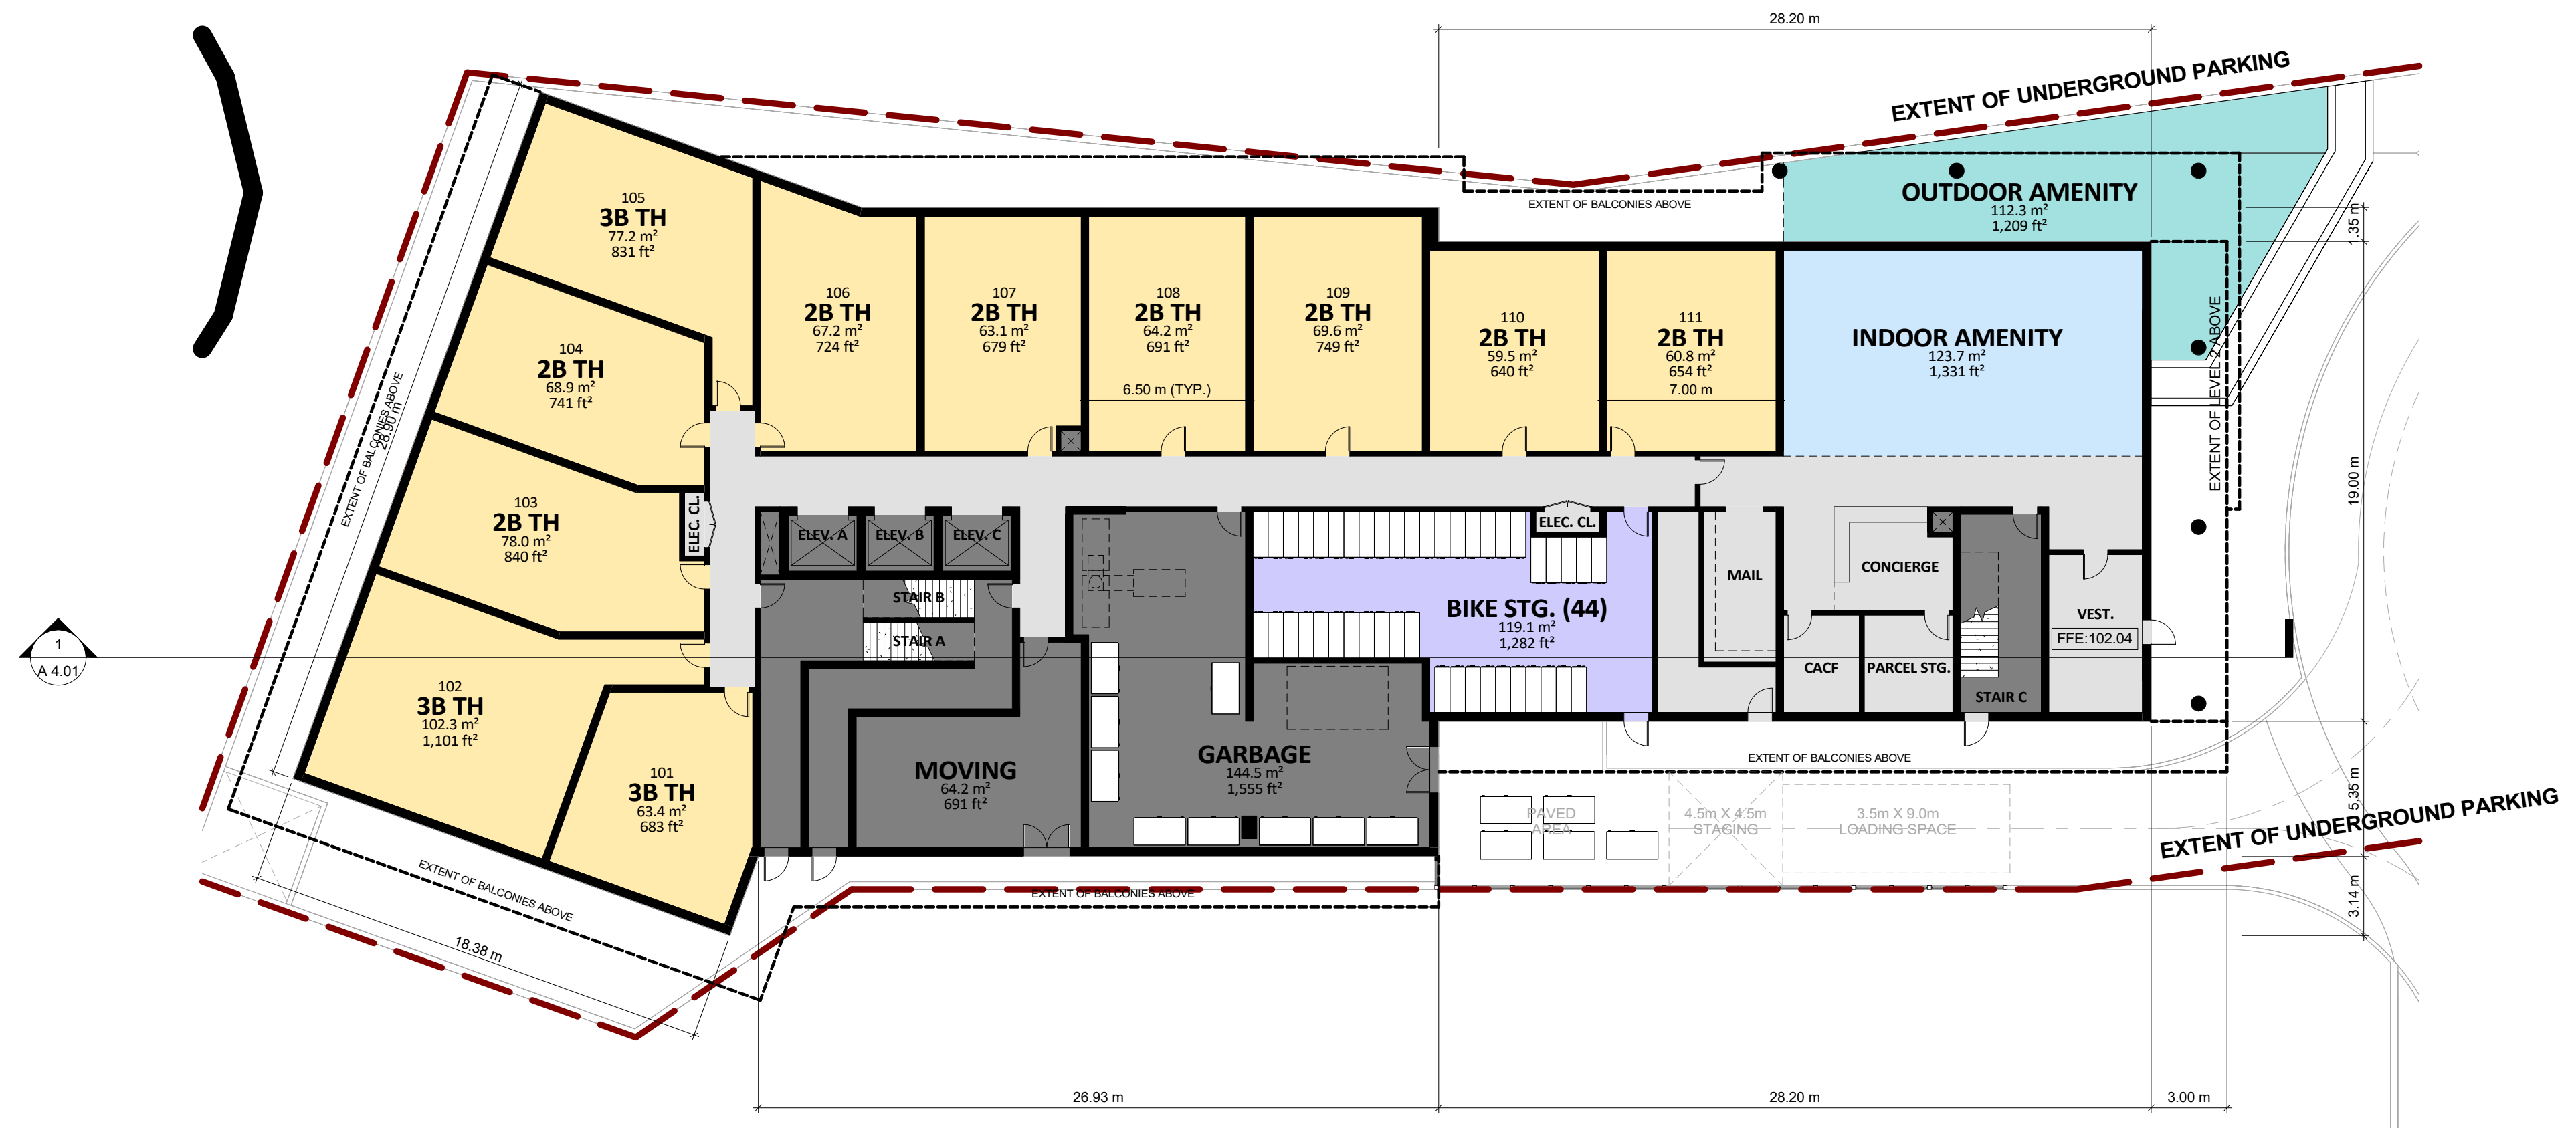 28.20 m
EXTENT OF UNDERGROUND PARKING
OUTDOOR AMENITY
112.3 m²
1,209 ft²
EXTENT OF BALCONIES ABOVE
1.35 m
105
3B TH
77.2 m²
831 ft²
106
2B TH
67.2 m²
724 ft²
107
2B TH
63.1 m²
679 ft²
108
2B TH
64.2 m²
691 ft²
6.50 m (TYP.)
109
2B TH
69.6 m²
749 ft²
110
2B TH
59.5 m²
640 ft²
111
2B TH
60.8 m²
654 ft²
7.00 m
INDOOR AMENITY
123.7 m²
1,331 ft²
EXTENT OF LEVEL 2 ABOVE
19.00 m
104
2B TH
68.9 m²
741 ft²
EXTENT OF BALCONIES ABOVE
28.90 m
103
2B TH
78.0 m²
840 ft²
ELEC. CL.
ELEV. A
ELEV. B
ELEV. C
ELEC. CL.
STAIR B
STAIR A
BIKE STG. (44)
119.1 m²
1,282 ft²
MAIL
CONCIERGE
VEST.
FFE:102.04
CACF
PARCEL STG.
STAIR C
1
A 4.01
102
3B TH
102.3 m²
1,101 ft²
101
3B TH
63.4 m²
683 ft²
MOVING
64.2 m²
691 ft²
GARBAGE
144.5 m²
1,555 ft²
EXTENT OF BALCONIES ABOVE
PAVED
AREA
4.5m X 4.5m
STAGING
3.5m X 9.0m
LOADING SPACE
5.35 m
EXTENT OF UNDERGROUND PARKING
EXTENT OF BALCONIES ABOVE
EXTENT OF BALCONIES ABOVE
3.14 m
18.38 m
26.93 m
28.20 m
3.00 m